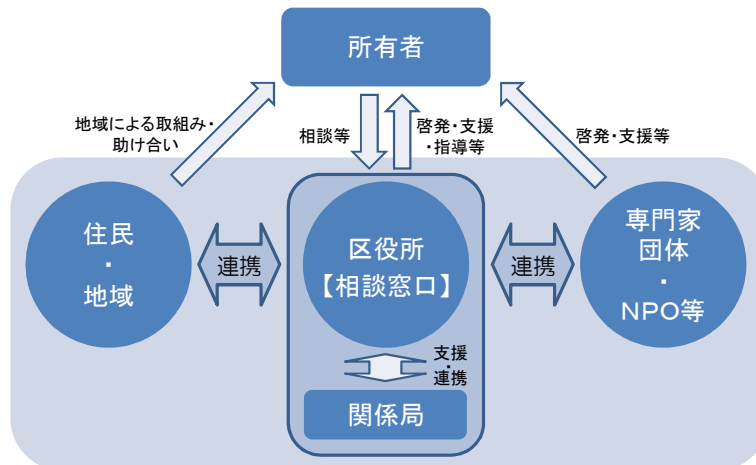 所有者
地域による取組み・
助け合い
相談等
啓発・支援
・指導等
啓発・支援等
住民
・
地域
連携
区役所
【相談窓口】
連携
専門家
団体
・
NPO等
支援
・
連携
関係局